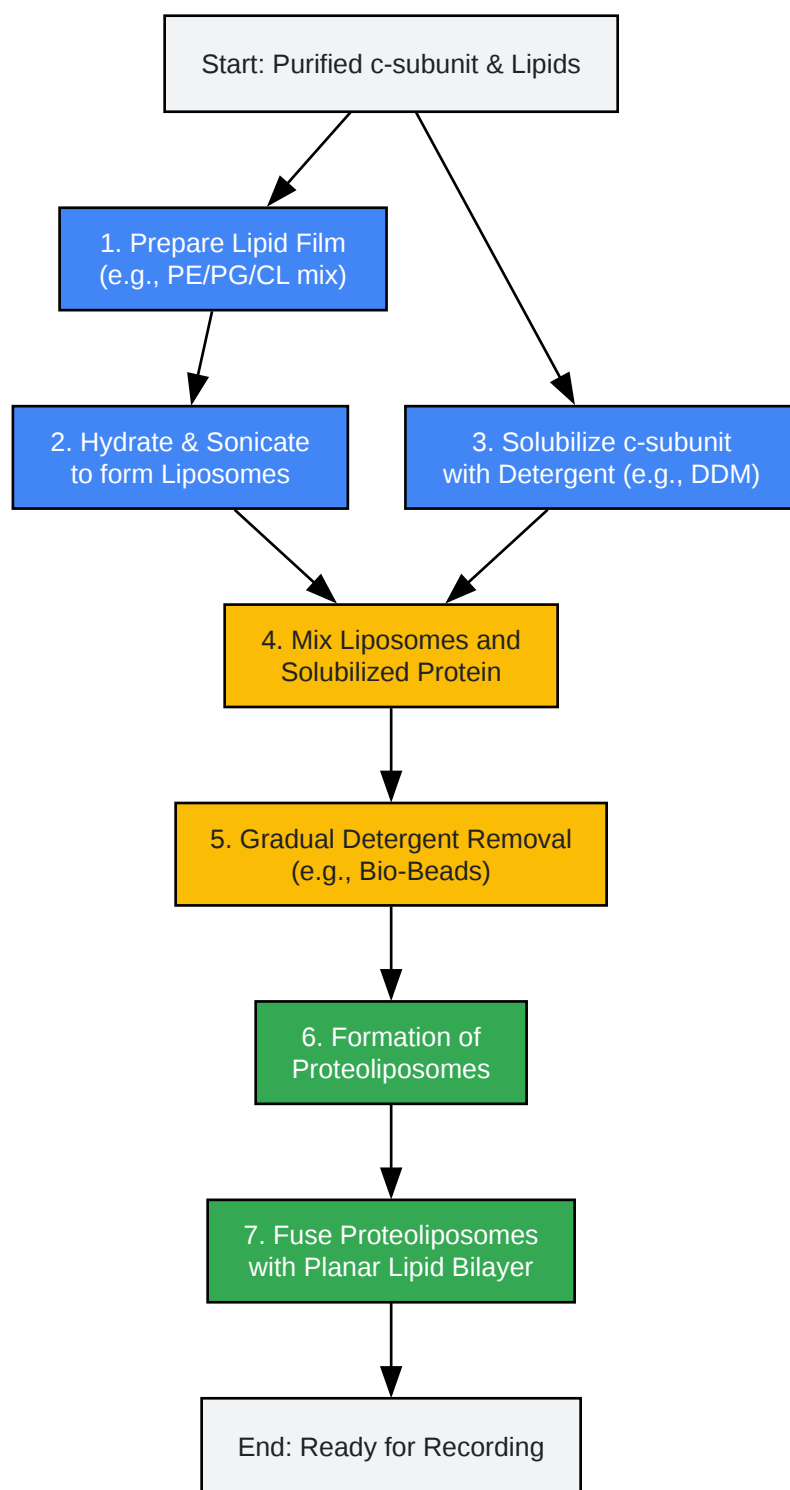 Start: Purified c-subunit & Lipids
1. Prepare Lipid Film
(e.g., PE/PG/CL mix)
2. Hydrate & Sonicate
to form Liposomes
3. Solubilize c-subunit
with Detergent (e.g., DDM)
4. Mix Liposomes and
Solubilized Protein
5. Gradual Detergent Removal
(e.g., Bio-Beads)
6. Formation of
Proteoliposomes
7. Fuse Proteoliposomes
with Planar Lipid Bilayer
End: Ready for Recording